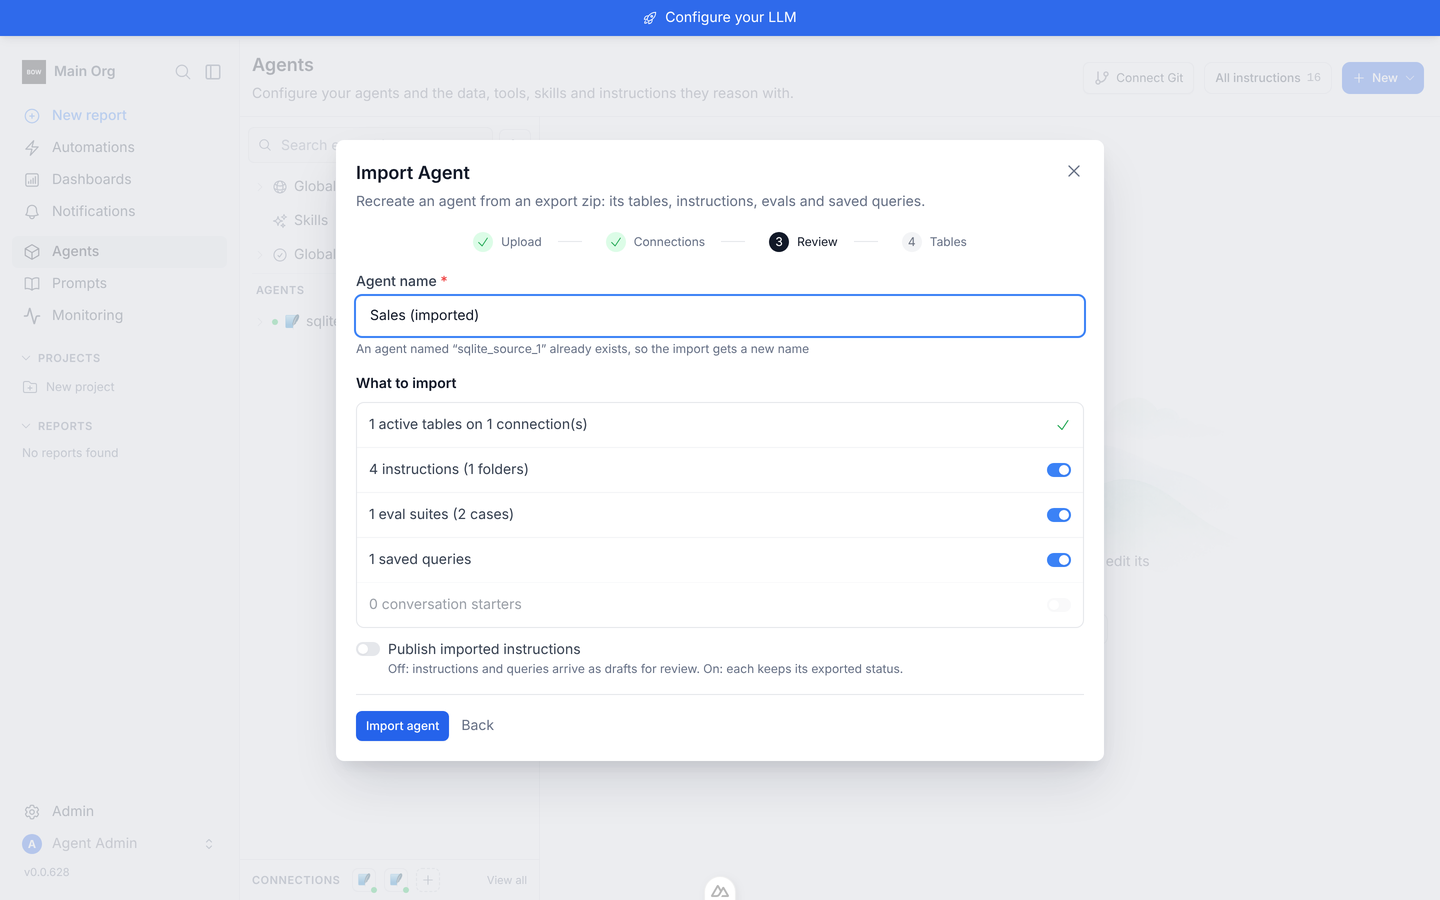 Configure your LLM
BOW
Main Org
New report
Automations
Dashboards
Notifications
Agents
Prompts
Monitoring
PROJECTS
New project
REPORTS
No reports found
Admin
A
Agent Admin
v0.0.628
Agents
Configure your agents and the data, tools, skills and instructions they reason with.
Connect Git
All instructions 16
New
Search
Global
Skills
Global
AGENTS
CONNECTIONS
View all
edit its
Import Agent
Recreate an agent from an export zip: its tables, instructions, evals and saved queries.
Upload
Connections
3 Review
4 Tables
Agent name *
Sales (imported)
An agent named “sqlite_source_1” already exists, so the import gets a new name
What to import
1 active tables on 1 connection(s)
4 instructions (1 folders)
1 eval suites (2 cases)
1 saved queries
0 conversation starters
Publish imported instructions
Off: instructions and queries arrive as drafts for review. On: each keeps its exported status.
Import agent
Back